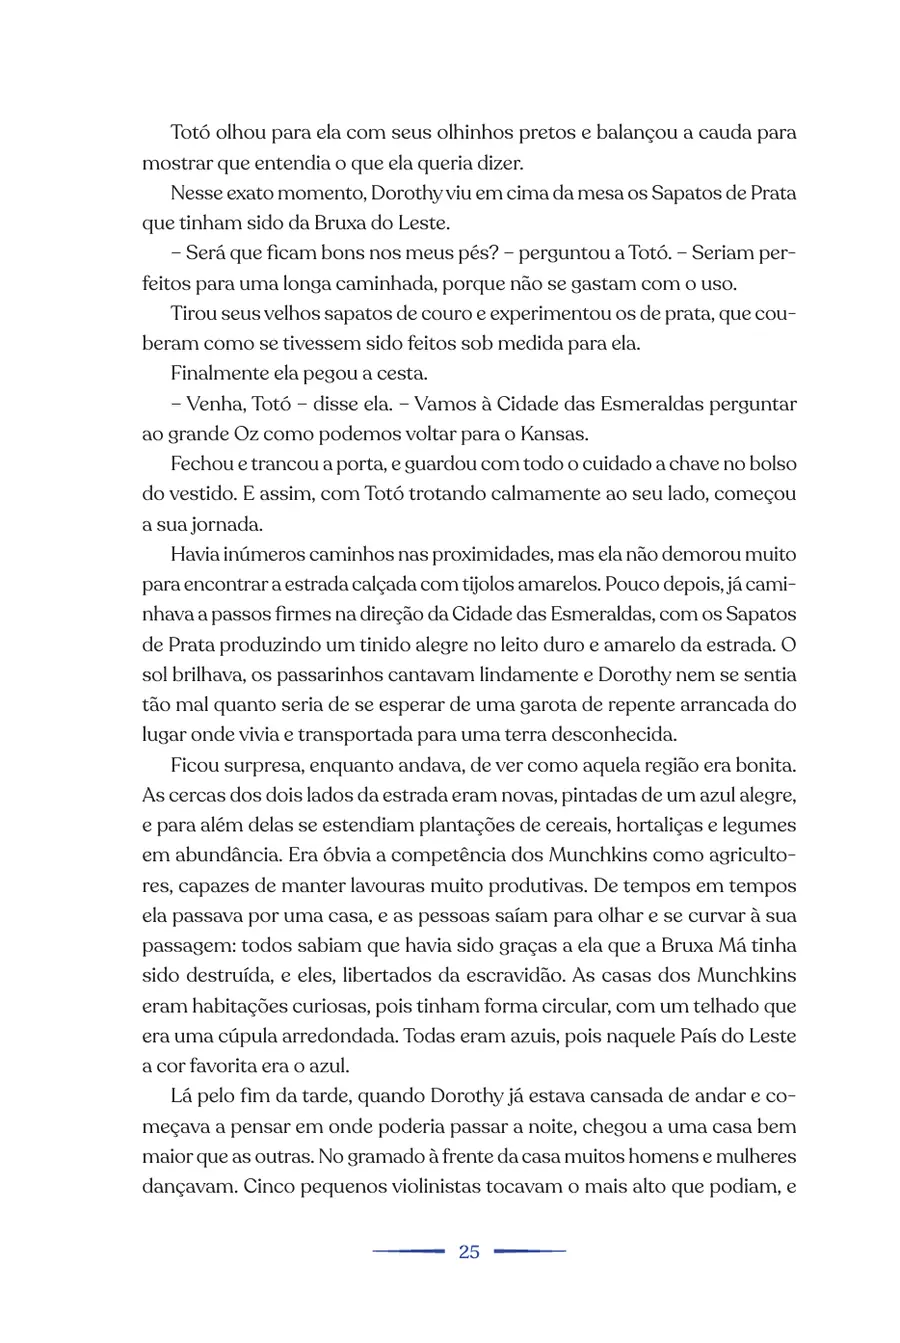 Totó olhou para ela com seus olhinhos pretos e balançou a cauda para
mostrar que entendia o que ela queria dizer.
Nesse exato momento, Dorothy viu em cima da mesa os Sapatos de Prata
que tinham sido da Bruxa do Leste.
– Será que ficam bons nos meus pés? – perguntou a Totó. – Seriam per-
feitos para uma longa caminhada, porque não se gastam com o uso.
Tirou seus velhos sapatos de couro e experimentou os de prata, que cou-
beram como se tivessem sido feitos sob medida para ela.
Finalmente ela pegou a cesta.
– Venha, Totó – disse ela. – Vamos à Cidade das Esmeraldas perguntar
ao grande Oz como podemos voltar para o Kansas.
Fechou e trancou a porta, e guardou com todo o cuidado a chave no bolso
do vestido. E assim, com Totó trotando calmamente ao seu lado, começou
a sua jornada.
Havia inúmeros caminhos nas proximidades, mas ela não demorou muito
para encontrar a estrada calçada com tijolos amarelos. Pouco depois, já cami-
nhava a passos firmes na direção da Cidade das Esmeraldas, com os Sapatos
de Prata produzindo um tinido alegre no leito duro e amarelo da estrada. O
sol brilhava, os passarinhos cantavam lindamente e Dorothy nem se sentia
tão mal quanto seria de se esperar de uma garota de repente arrancada do
lugar onde vivia e transportada para uma terra desconhecida.
Ficou surpresa, enquanto andava, de ver como aquela região era bonita.
As cercas dos dois lados da estrada eram novas, pintadas de um azul alegre,
e para além delas se estendiam plantações de cereais, hortaliças e legumes
em abundância. Era óbvia a competência dos Munchkins como agriculto-
res, capazes de manter lavouras muito produtivas. De tempos em tempos
ela passava por uma casa, e as pessoas saíam para olhar e se curvar à sua
passagem: todos sabiam que havia sido graças a ela que a Bruxa Má tinha
sido destruída, e eles, libertados da escravidão. As casas dos Munchkins
eram habitações curiosas, pois tinham forma circular, com um telhado que
era uma cúpula arredondada. Todas eram azuis, pois naquele País do Leste
a cor favorita era o azul.
Lá pelo fim da tarde, quando Dorothy já estava cansada de andar e co-
meçava a pensar em onde poderia passar a noite, chegou a uma casa bem
maior que as outras. No gramado à frente da casa muitos homens e mulheres
dançavam. Cinco pequenos violinistas tocavam o mais alto que podiam, e
25